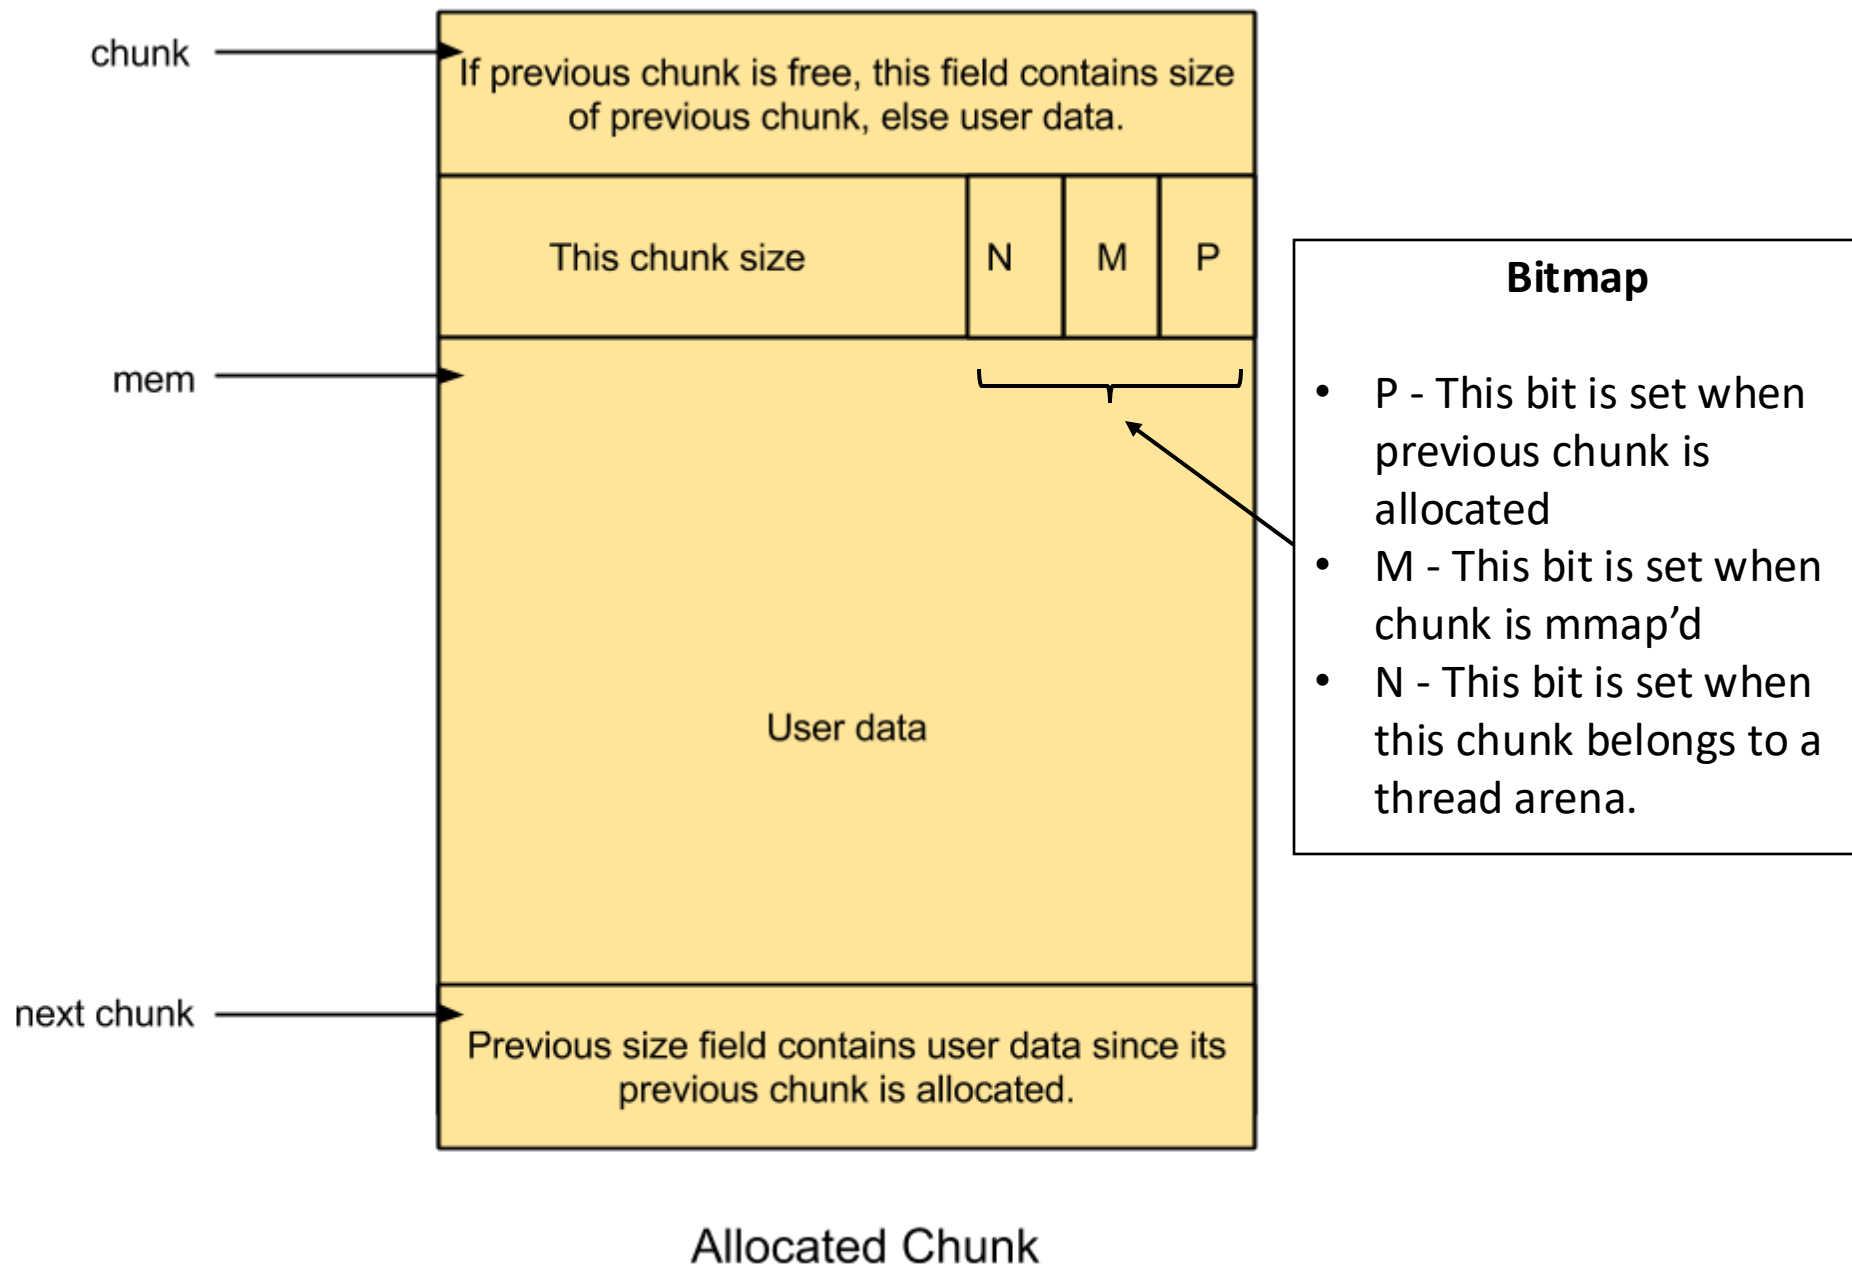 chunk
If previous chunk is free, this field contains size
of previous chunk, else user data.
This chunk size
N
M
P
mem
User data
next chunk
Previous size field contains user data since its
previous chunk is allocated.
Allocated Chunk
Bitmap
• P - This bit is set when
previous chunk is
allocated
• M - This bit is set when
chunk is mmap’d
• N - This bit is set when
this chunk belongs to a
thread arena.